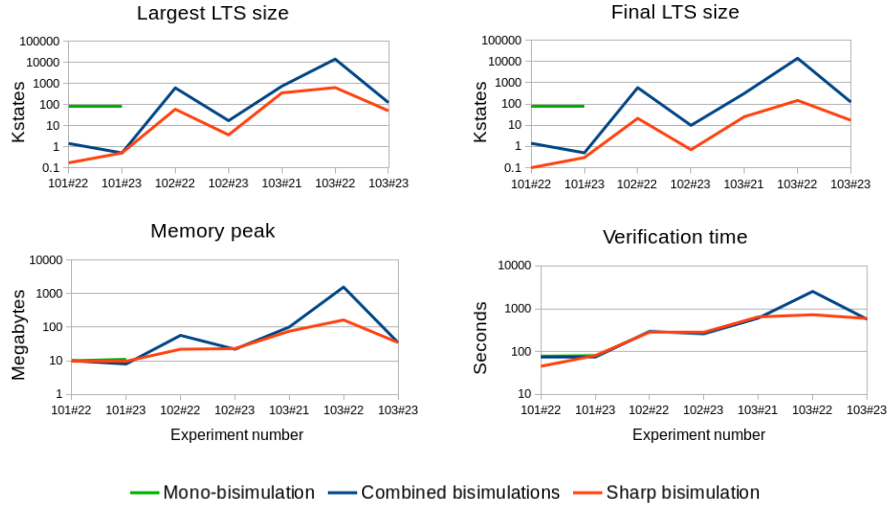 Largest LTS size
Kstates
100000
10000
1000
100
10
1
0.1
101#22 101#23 102#22 102#23 103#21 103#22 103#23
Final LTS size
Kstates
100000
10000
1000
100
10
1
0.1
101#22 101#23 102#22 102#23 103#21 103#22 103#23
Memory peak
Megabytes
10000
1000
100
10
1
101#22 101#23 102#22 102#23 103#21 103#22 103#23
Experiment number
Verification time
Seconds
10000
1000
100
10
101#22 101#23 102#22 102#23 103#21 103#22 103#23
Experiment number
Mono-bisimulation Combined bisimulations Sharp bisimulation